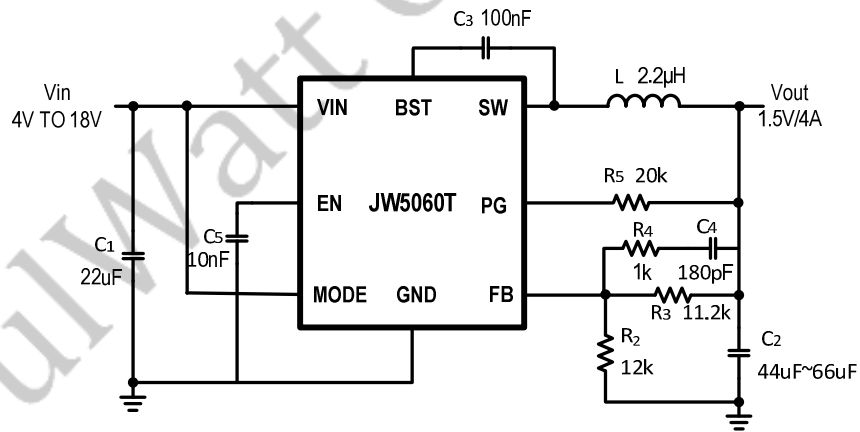 C3 100nF
L 2.2µH
Vin
4V TO 18V
VIN BST SW
Vout
1.5V/4A
R5 20k
EN JW5060T PG
C5
10nF
C1
22uF
R4
1k
C4
180pF
MODE GND FB
R3 11.2k
R2
12k
C2
44uF~66uF
ulWatt